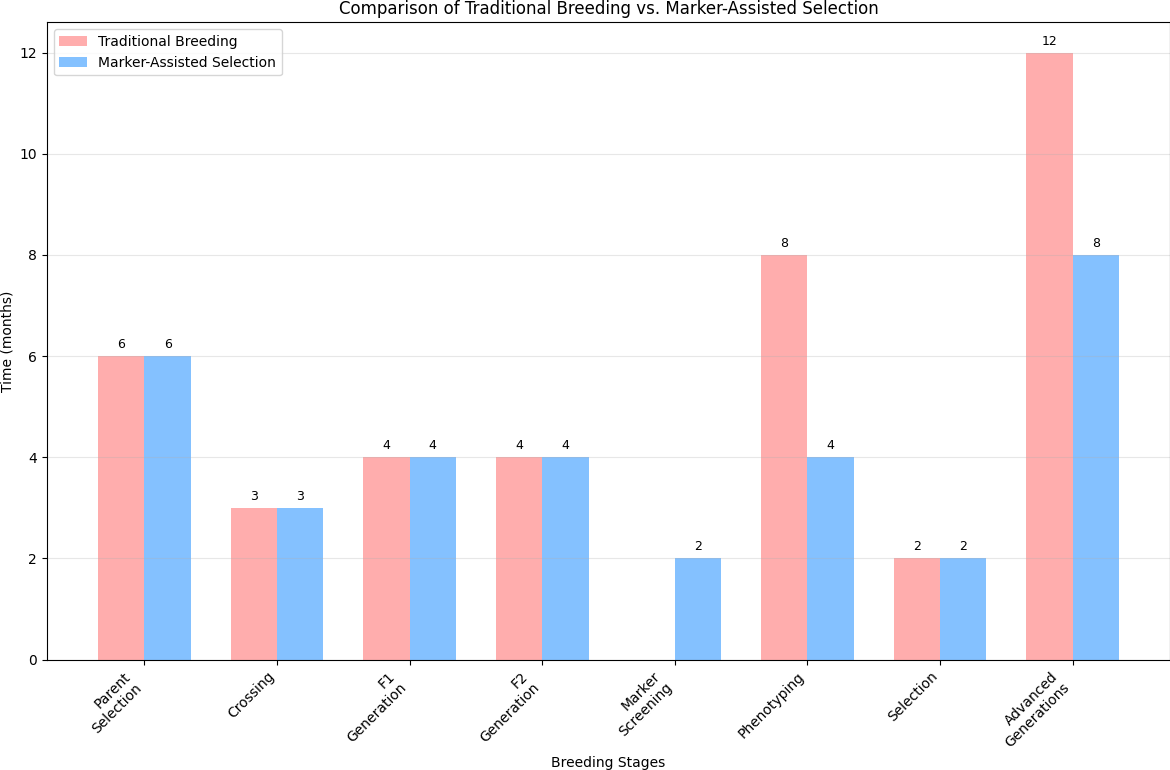 Comparison of Traditional Breeding vs. Marker-Assisted Selection
Traditional Breeding
Marker-Assisted Selection
Time (months)
12
10
8
6
4
2
0
6
6
3
3
4
4
4
4
2
8
4
2
2
12
8
Parent
Selection
Crossing
F1
Generation
F2
Generation
Marker
Screening
Phenotyping
Selection
Advanced
Generations
Breeding Stages